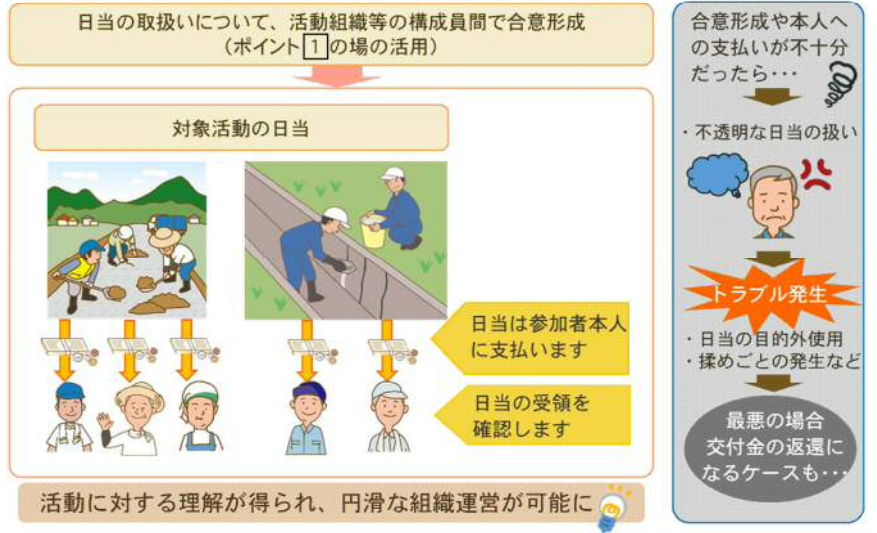 日当の取扱いについて、活動組織等の構成員間で合意形成
(ポイント1の場の活用)
対象活動の日当
日当は参加者本人
に支払います
日当の受領を
確認します
活動に対する理解が得られ、円滑な組織運営が可能に
合意形成や本人へ
の支払いが不十分
だったら・・・
・不透明な日当の扱い
トラブル発生
・日当の目的外使用
・揉めごとの発生など
最悪の場合
交付金の返還に
なるケースも・・・